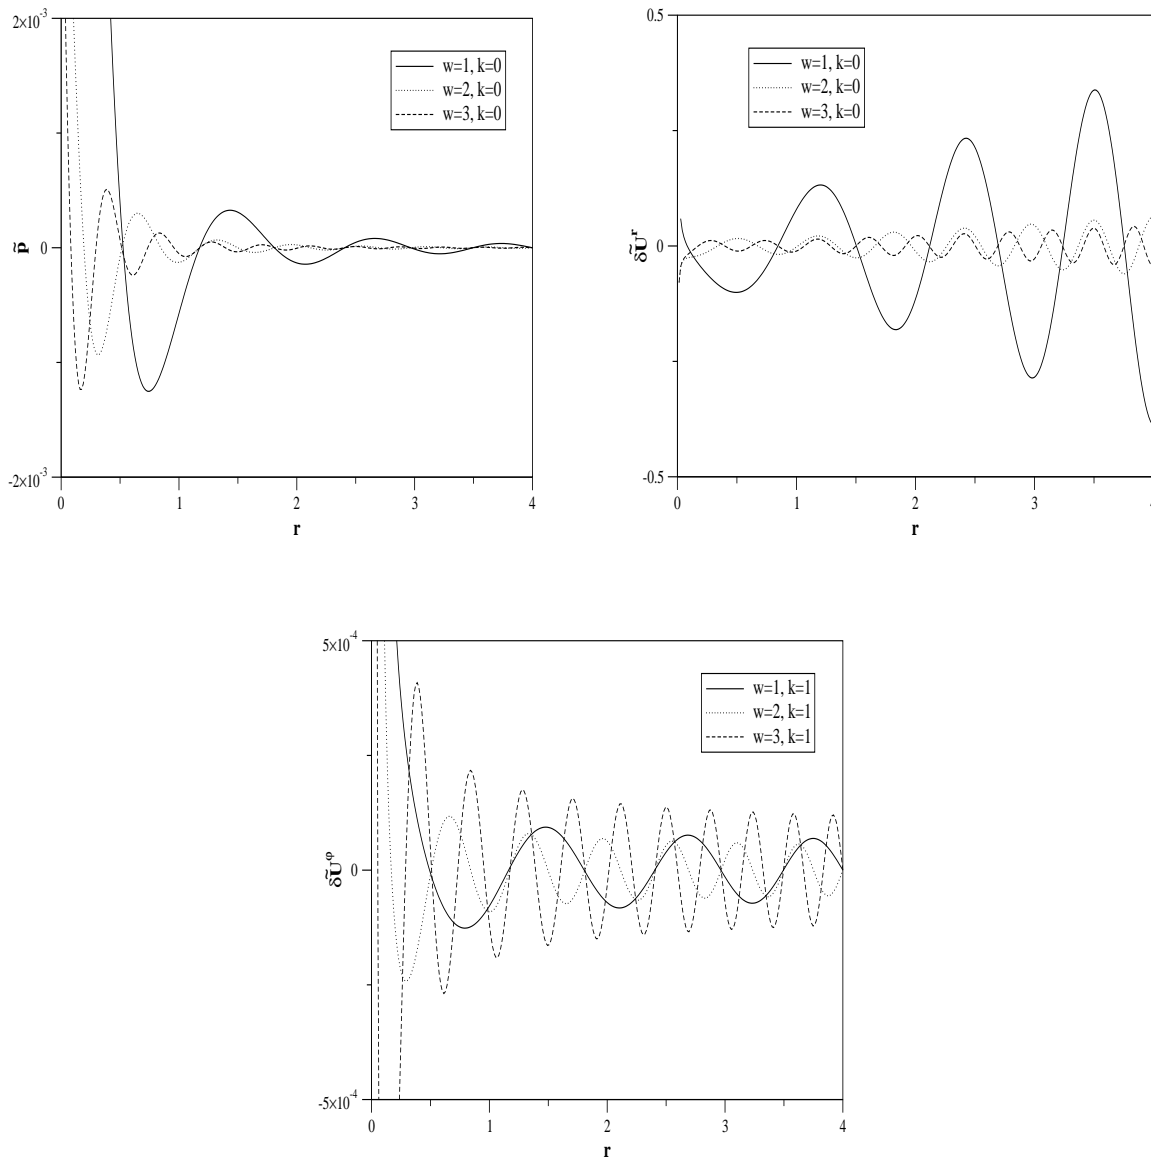 2×10⁻³
w=1, k=0
w=2, k=0
w=3, k=0
P̃
0
-2×10⁻³
0 1 2 3 4
r
0.5
w=1, k=0
w=2, k=0
w=3, k=0
δŨʳ
0
-0.5
0 1 2 3
r
5×10⁻⁴
w=1, k=1
w=2, k=1
w=3, k=1
δŨᵠ
0
-5×10⁻⁴
0 1 2 3 4
r